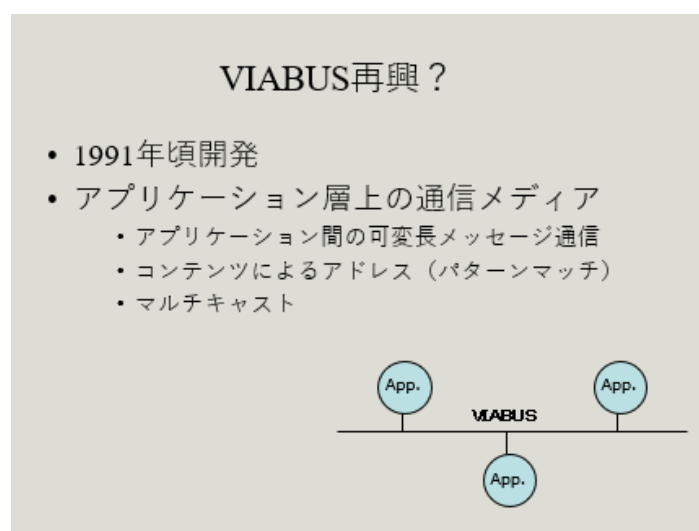 VIABUS再興？
• 1991年頃開発
• アプリケーション層上の通信メディア
• アプリケーション間の可変長メッセージ通信
• コンテンツによるアドレス（パターンマッチ）
• マルチキャスト
App.
App.
VIABUS
App.